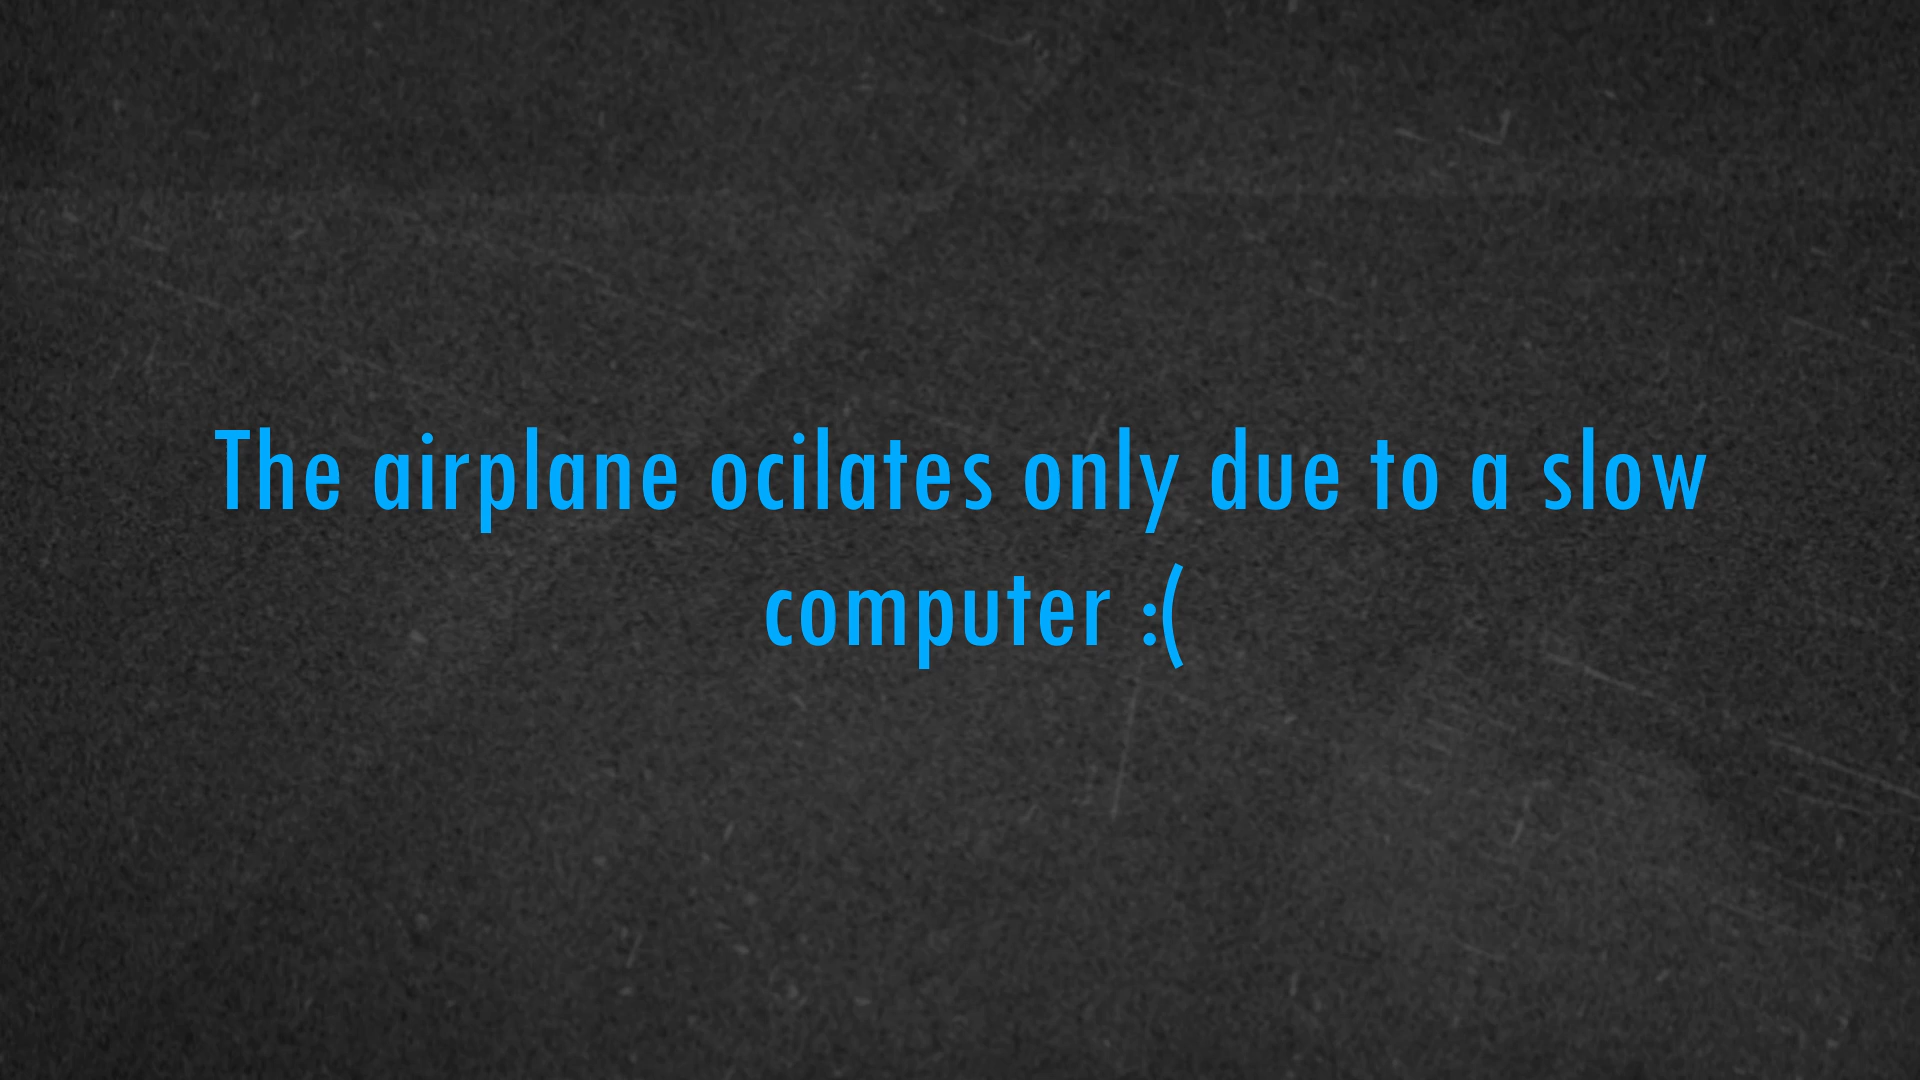 The airplane ocilates only due to a slow
computer :(